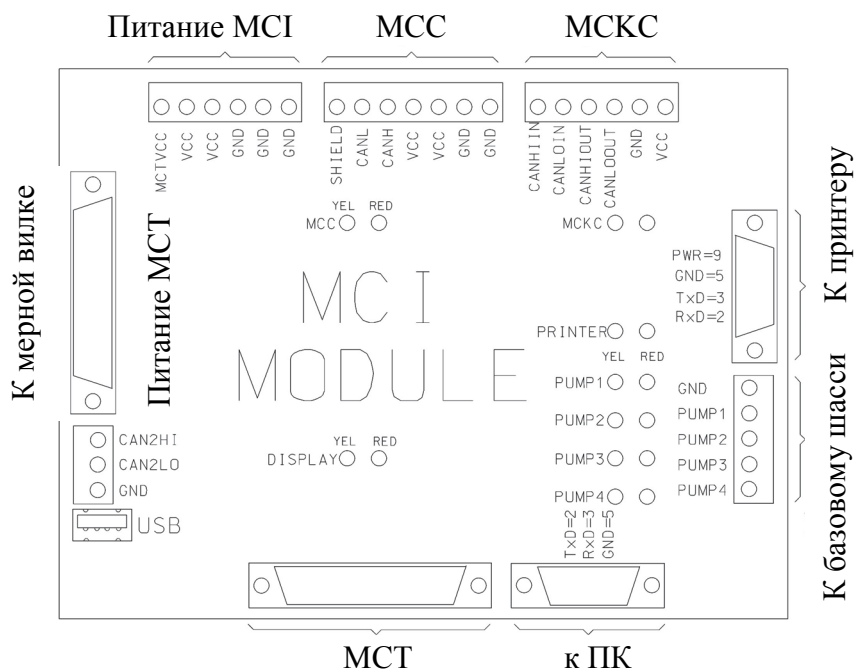 Питание MCI
MCC
MCKC
MCTVCC
VCC
VCC
GND
GND
GND
SHIELD
CANL
CANH
VCC
VCC
GND
GND
CANHIIN
CANLOIN
CANHIOUT
CANLOOUT
GND
VCC
YEL RED
MCC
MCKC
К мерной вилке
Питание МСТ
MCI
MODULE
PWR=9
GND=5
TxD=3
RxD=2
К принтеру
PRINTER
YEL RED
PUMP1
PUMP2
PUMP3
PUMP4
GND
PUMP1
PUMP2
PUMP3
PUMP4
К базовому шасси
YEL RED
DISPLAY
CAN2HI
CAN2LO
GND
USB
TxD=2
RxD=3
GND=5
МСТ
к ПК